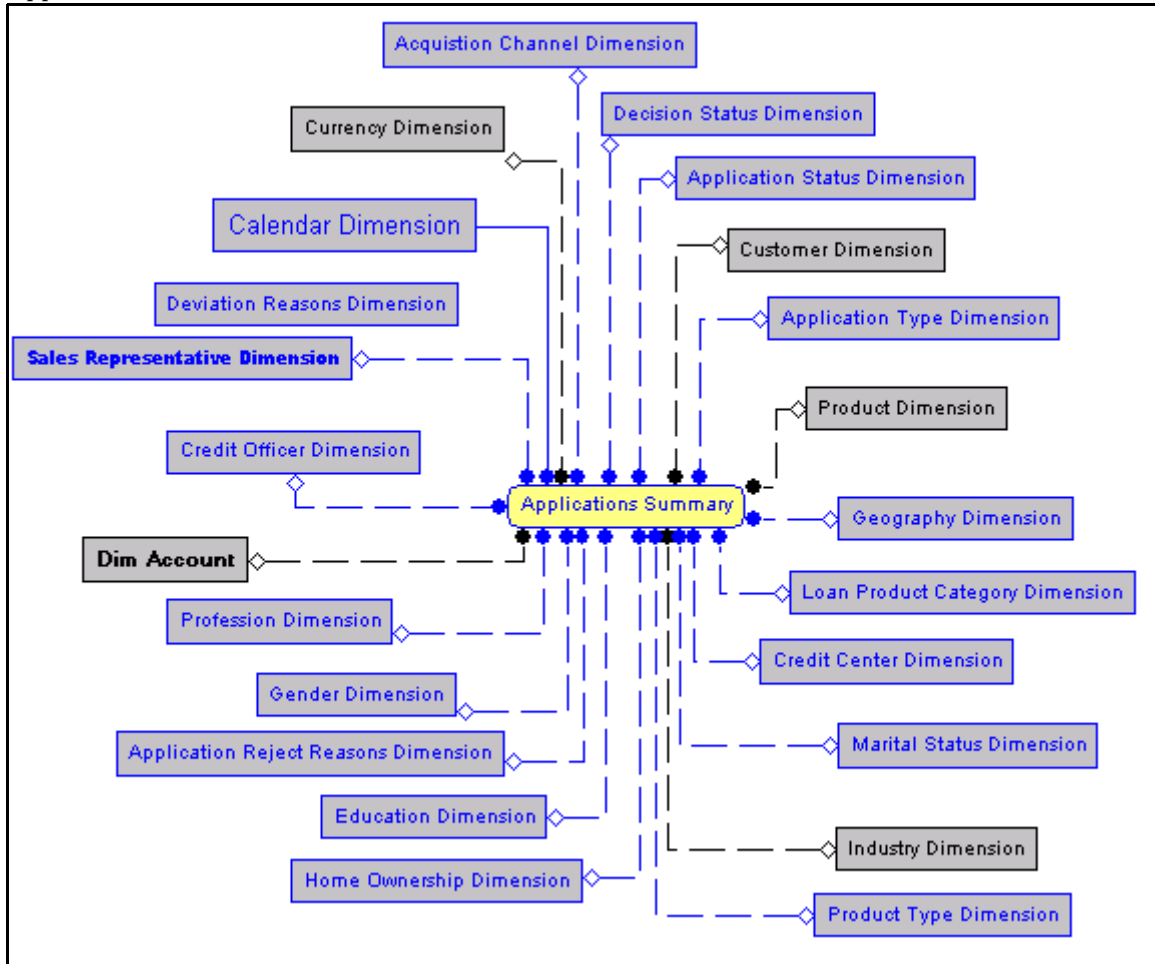 Acquistion Channel Dimension
Currency Dimension
Decision Status Dimension
Application Status Dimension
Calendar Dimension
Customer Dimension
Deviation Reasons Dimension
Application Type Dimension
Sales Representative Dimension
Product Dimension
Credit Officer Dimension
Applications Summary
Geography Dimension
Dim Account
Loan Product Category Dimension
Profession Dimension
Credit Center Dimension
Gender Dimension
Application Reject Reasons Dimension
Marital Status Dimension
Education Dimension
Industry Dimension
Home Ownership Dimension
Product Type Dimension